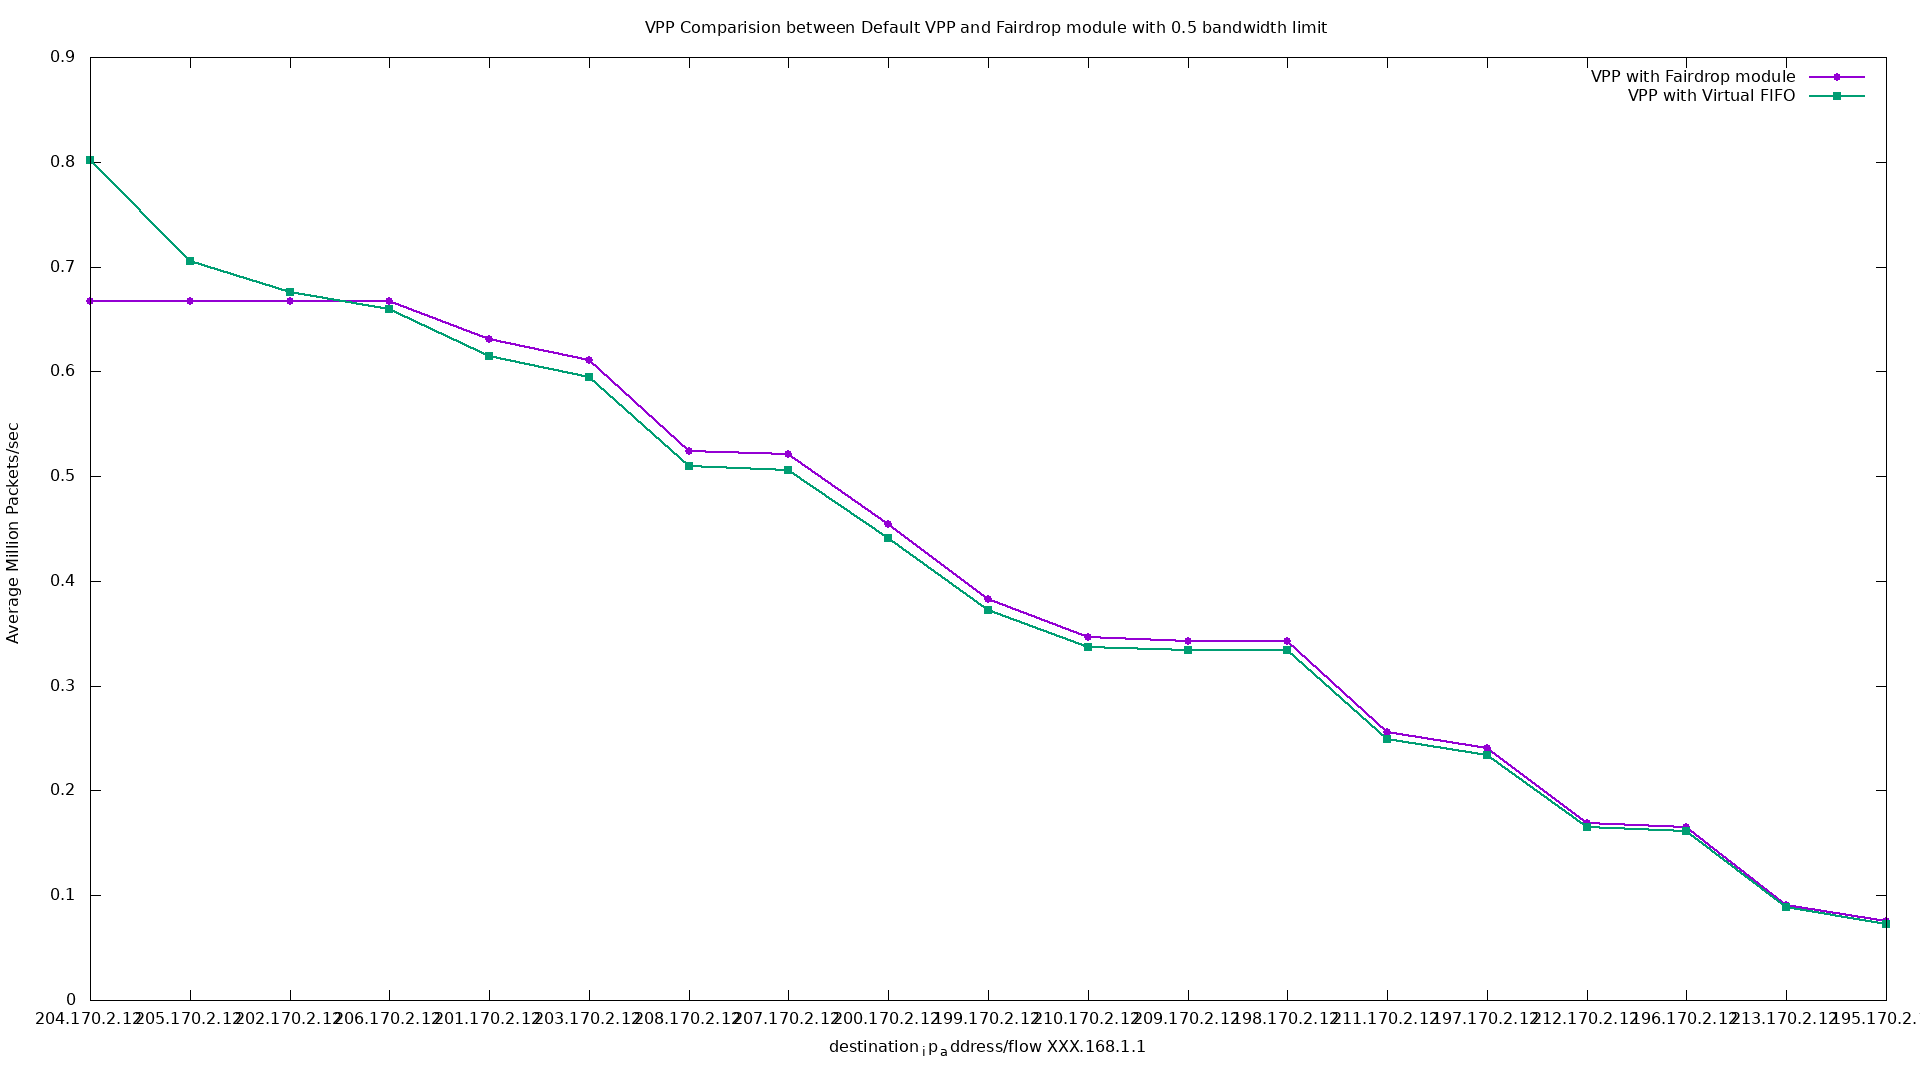 VPP Comparision between Default VPP and Fairdrop module with 0.5 bandwidth limit
VPP with Fairdrop module
VPP with Virtual FIFO
0.9
0.8
0.7
0.6
0.5
0.4
0.3
0.2
0.1
0
Average Million Packets/sec
204.170.2.12 205.170.2.12 202.170.2.12 206.170.2.12 201.170.2.12 203.170.2.12 208.170.2.12 207.170.2.12 200.170.2.12 199.170.2.12 210.170.2.12 209.170.2.12 198.170.2.12 211.170.2.12 197.170.2.12 212.170.2.12 196.170.2.12 213.170.2.12 195.170.2.
destination ip address/flow XXX.168.1.1